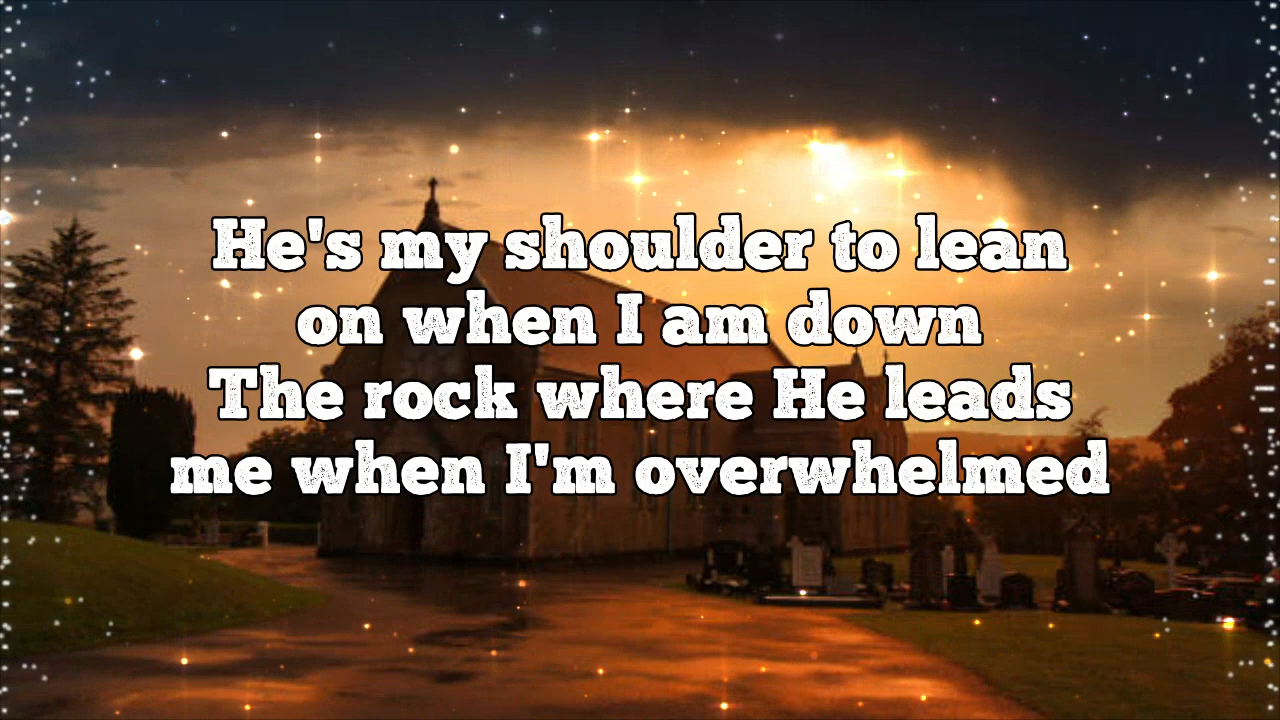 He's my shoulder to lean
on when I am down
The rock where He leads
me when I'm overwhelmed